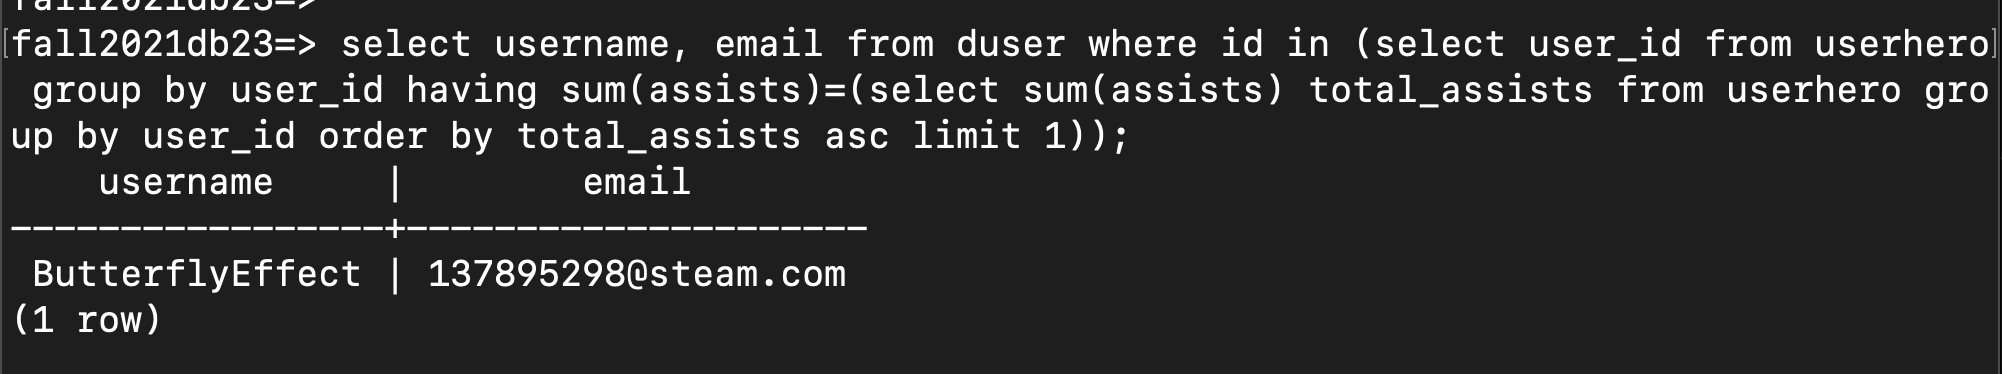 fall2021db23=>
[fall2021db23=> select username, email from duser where id in (select user_id from userhero]
 group by user_id having sum(assists)=(select sum(assists) total_assists from userhero gro
up by user_id order by total_assists asc limit 1));
    username     |        email
-----------------+---------------------
 ButterflyEffect | 137895298@steam.com
(1 row)